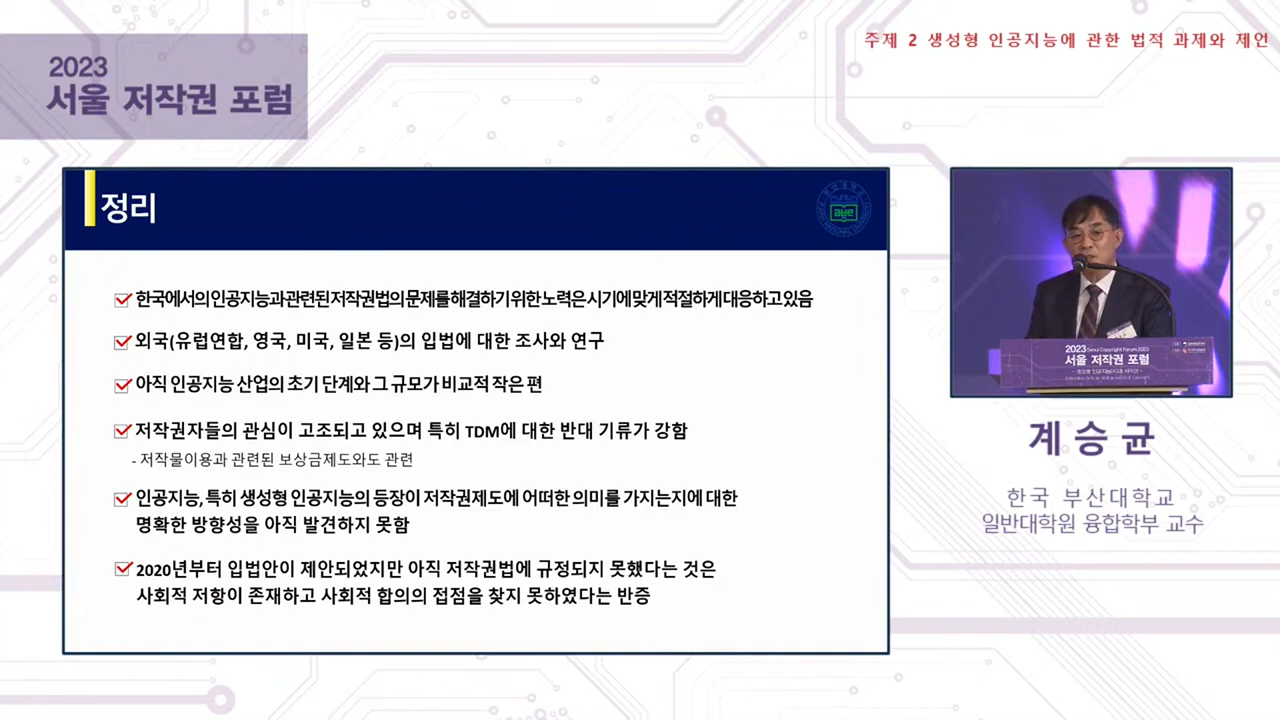 주제 2 생성형 인공지능에 관한 법적 과제와 제언
2023
서울 저작권 포럼
정리
한국에서의 인공지능과 관련된 저작권법의 문제를 해결하기 위한 노력은 시기에 맞게 적절하게 대응하고 있음
외국(유럽연합, 영국, 미국, 일본 등)의 입법에 대한 조사와 연구
아직 인공지능 산업의 초기 단계와 그 규모가 비교적 작은 편
저작권자들의 관심이 고조되고 있으며 특히 TDM에 대한 반대 기류가 강함
- 저작물이용과 관련된 보상금제도와도 관련
인공지능, 특히 생성형 인공지능의 등장이 저작권제도에 어떠한 의미를 가지는지에 대한
명확한 방향성을 아직 발견하지 못함
2020년부터 입법안이 제안되었지만 아직 저작권법에 규정되지 못했다는 것은
사회적 저항이 존재하고 사회적 합의의 접점을 찾지 못하였다는 반증
2023 Seoul Copyright Forum 2023
서울 저작권 포럼
계승균
한국 부산대학교
일반대학원 융합학부 교수